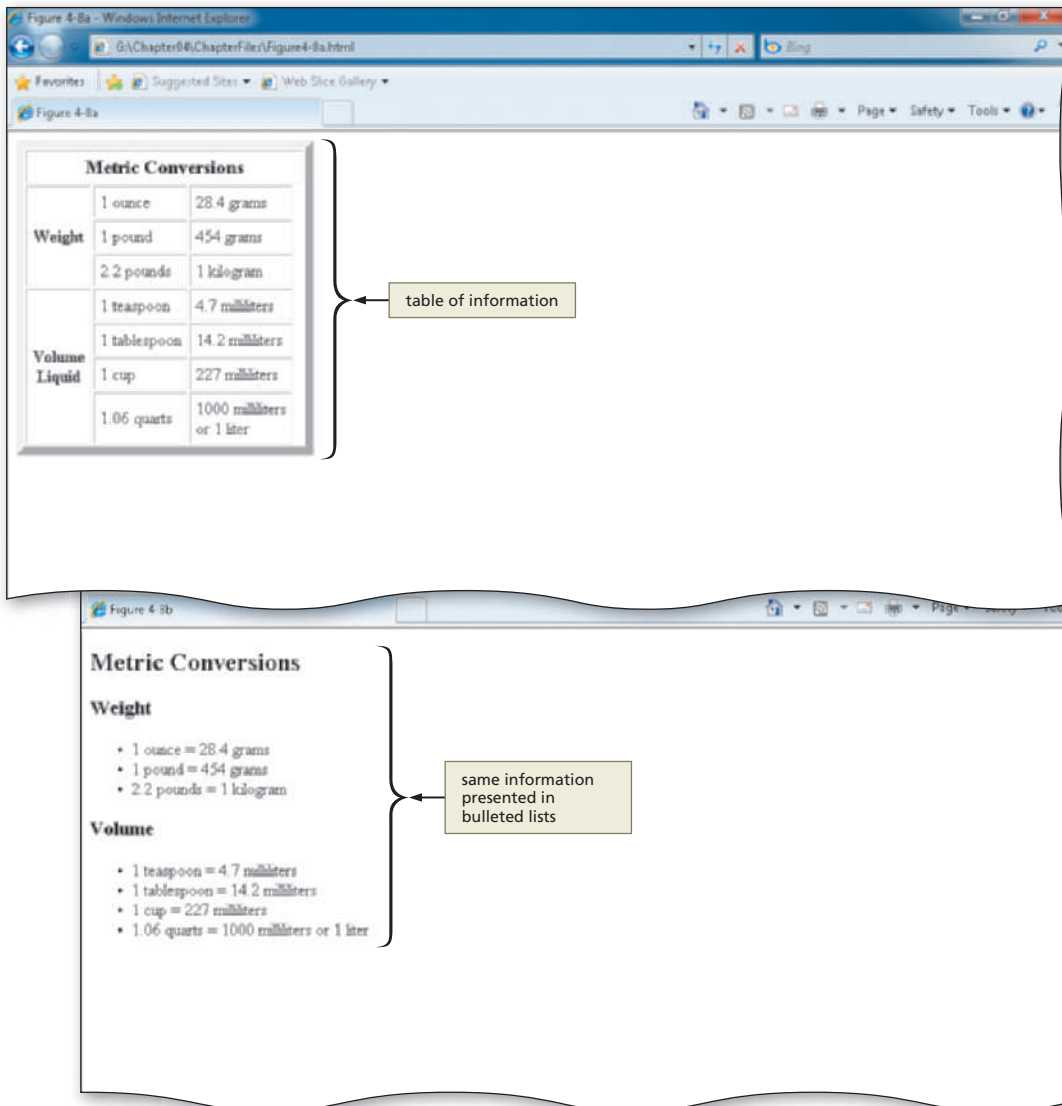 Figure 4-8a - Windows Internet Explorer
G:\Chapter04\ChapterFiles\Figure4-8a.html
Bing
Favorites Suggested Sites Web Slice Gallery
Figure 4-8a
Page Safety Tools
Metric Conversions
Weight
1 ounce 28.4 grams
1 pound 454 grams
2.2 pounds 1 kilogram
Volume
Liquid
1 teaspoon 4.7 milliliters
1 tablespoon 14.2 milliliters
1 cup 227 milliliters
1.06 quarts 1000 milliliters
or 1 liter
table of information
Figure 4-8b
Page
Metric Conversions
Weight
• 1 ounce = 28.4 grams
• 1 pound = 454 grams
• 2.2 pounds = 1 kilogram
Volume
• 1 teaspoon = 4.7 milliliters
• 1 tablespoon = 14.2 milliliters
• 1 cup = 227 milliliters
• 1.06 quarts = 1000 milliliters or 1 liter
same information
presented in
bulleted lists